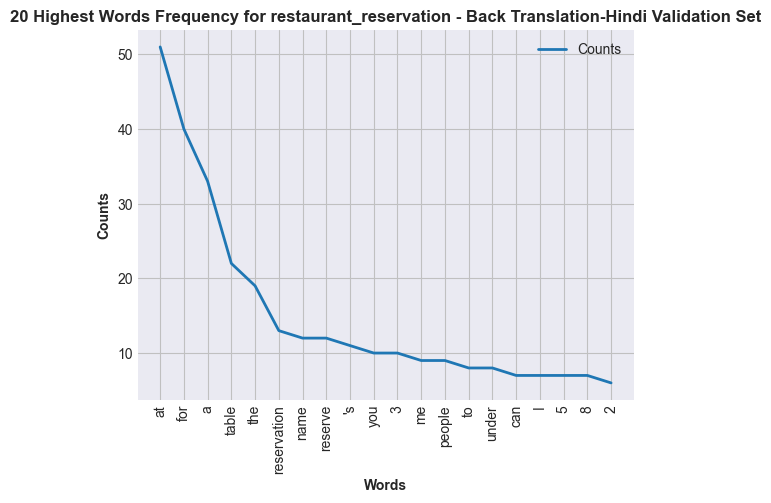 20 Highest Words Frequency for restaurant_reservation - Back Translation-Hindi Validation Set
Counts
50
40
30
20
10
Counts
at
for
a
table
the
reservation
name
reserve
's
you
3
me
people
to
under
can
I
5
8
2
Words